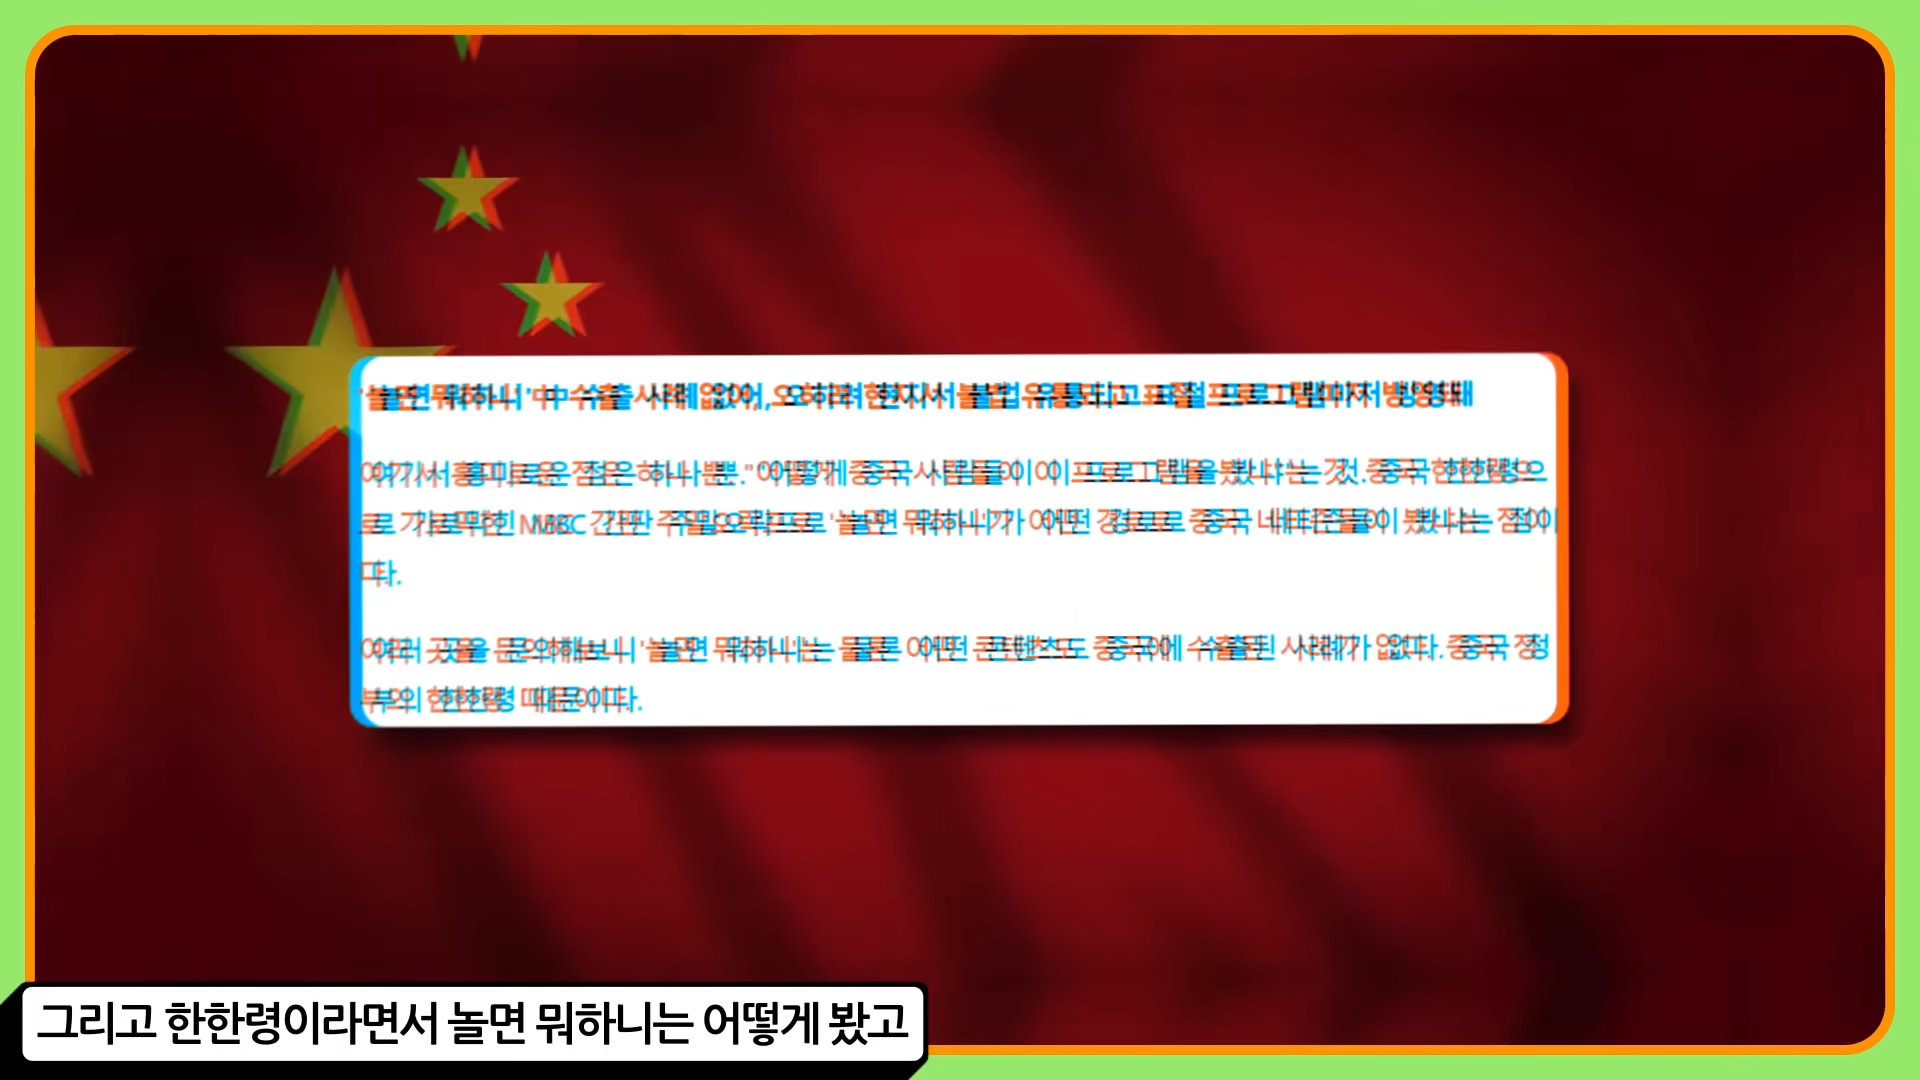 '놀면 뭐하니' 中 수출 사례 없어, 오히려 현지서 불법 유통되고 표절 프로그램까지 방영돼
여기서 흥미로운 점은 하나뿐. "어떻게 중국 사람들이 이 프로그램을 봤냐"는 것. 중국 한한령으
로 가로막힌 MBC 간판 주말 오락프로 '놀면 뭐하니'가 어떤 경로로 중국 네티즌들이 봤냐는 점이
다.
여러 곳을 문의해보니 '놀면 뭐하니'는 물론 어떤 콘텐츠도 중국에 수출된 사례가 없다. 중국 정
부의 한한령 때문이다.
그리고 한한령이라면서 놀면 뭐하니는 어떻게 봤고